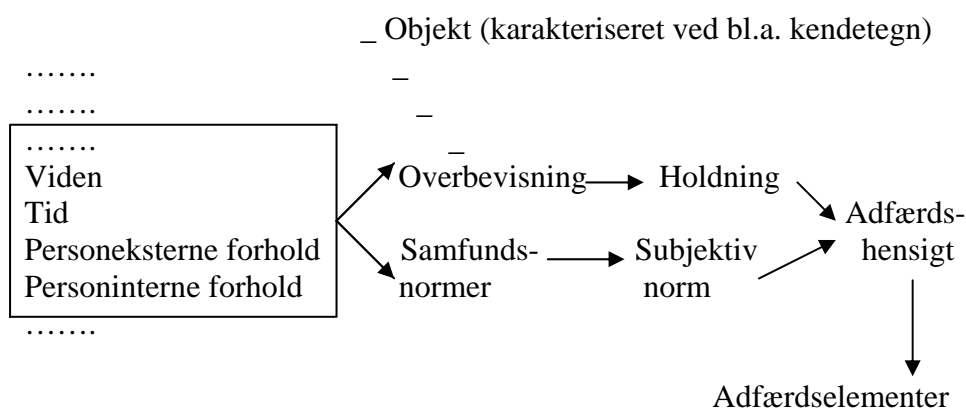 _ Objekt (karakteriseret ved bl.a. kendetegn)
……. _
……. _
……. _
Viden Overbevisning Holdning
Tid Adfærds-
Personeksterne forhold Samfunds- Subjektiv hensigt
Personinterne forhold normer norm
…….
Adfærdselementer